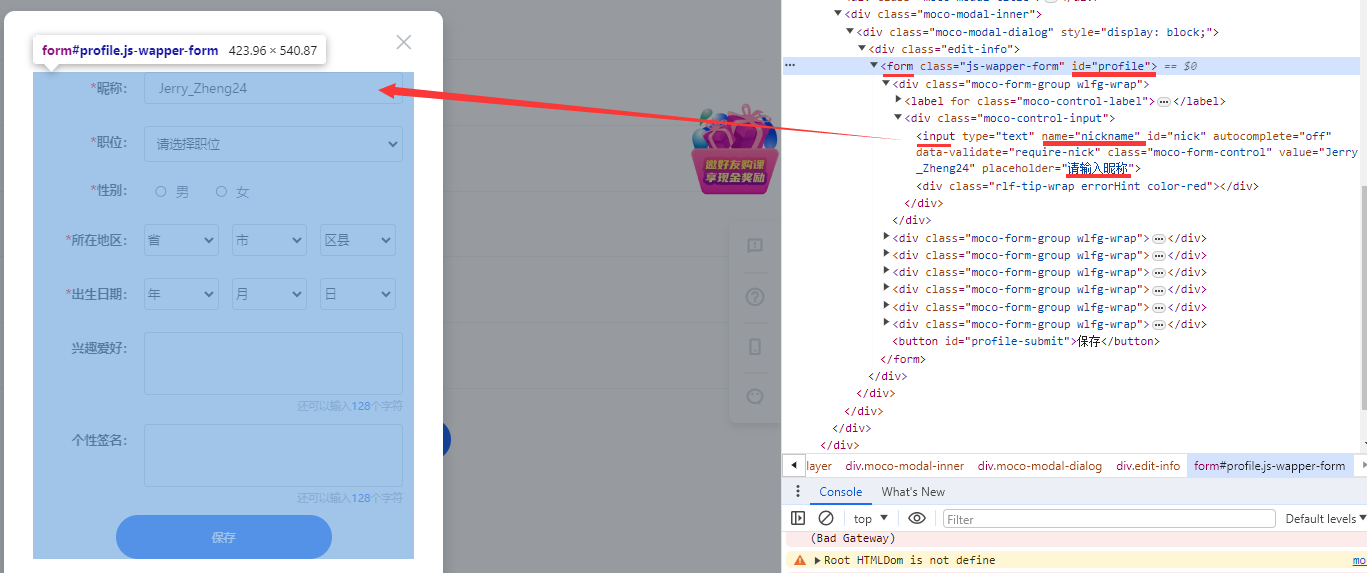 form#profile.js-wapper-form 423.96 × 540.87
*昵称： Jerry_Zheng24
*职位： 请选择职位
*性别： 男 女
*所在地区： 省 市 区县
*出生日期： 年 月 日
兴趣爱好：
还可以输入128个字符
个性签名：
还可以输入128个字符
保存
邀好友购课
享现金奖励
<div class="moco-modal-inner">
<div class="moco-modal-dialog" style="display: block;">
<div class="edit-info">
<form class="js-wapper-form" id="profile"> == $0
<div class="moco-form-group wlfg-wrap">
<label for class="moco-control-label">…</label>
<div class="moco-control-input">
<input type="text" name="nickname" id="nick" autocomplete="off"
data-validate="require-nick" class="moco-form-control" value="Jerry
_Zheng24" placeholder="请输入昵称">
<div class="rlf-tip-wrap errorHint color-red"></div>
</div>
</div>
<div class="moco-form-group wlfg-wrap">…</div>
<div class="moco-form-group wlfg-wrap">…</div>
<div class="moco-form-group wlfg-wrap">…</div>
<div class="moco-form-group wlfg-wrap">…</div>
<div class="moco-form-group wlfg-wrap">…</div>
<div class="moco-form-group wlfg-wrap">…</div>
<button id="profile-submit">保存</button>
</form>
</div>
</div>
</div>
</div>
</div>
layer div.moco-modal-inner div.moco-modal-dialog div.edit-info form#profile.js-wapper-form
Console What's New
top Filter Default levels
(Bad Gateway)
Root HTMLDom is not define mo